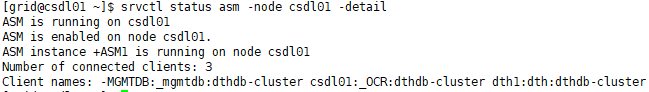 [grid@csdl01 ~]$ srvctl status asm -node csdl01 -detail
ASM is running on csdl01
ASM is enabled on node csdl01.
ASM instance +ASM1 is running on node csdl01
Number of connected clients: 3
Client names: -MGMTDB:_mgmtdb:dthdb-cluster csdl01:_OCR:dthdb-cluster dth1:dth:dthdb-cluster